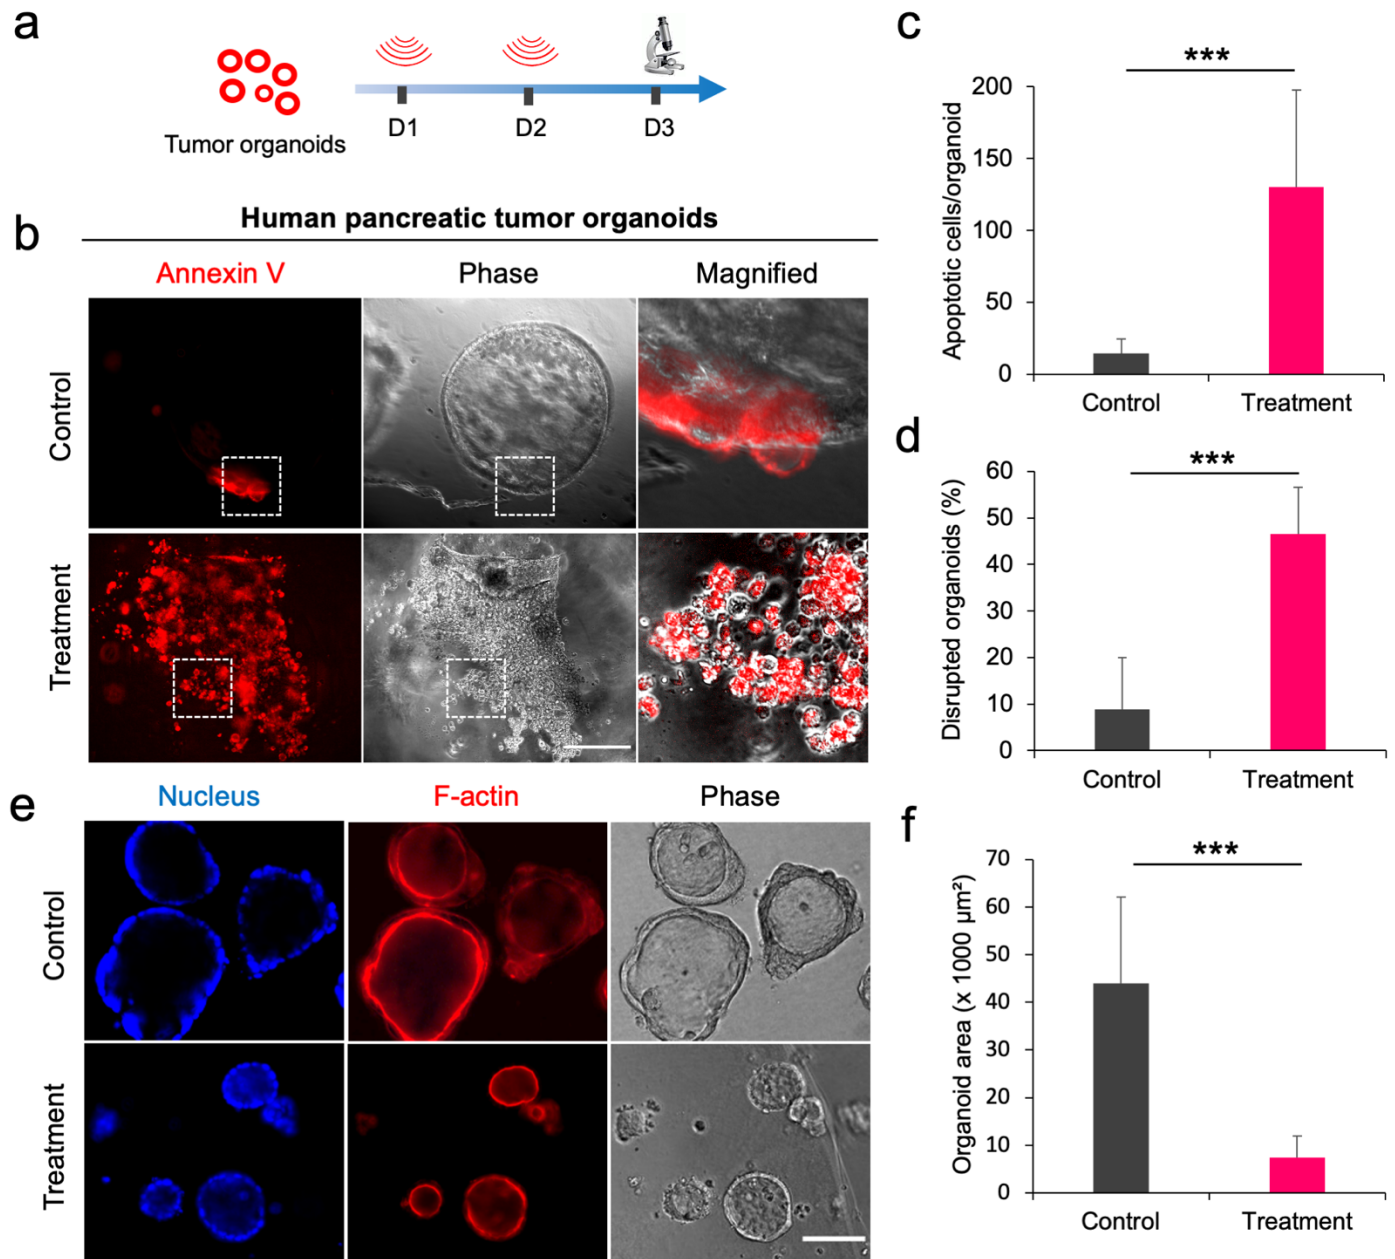 a
Tumor organoids
D1
D2
D3
b
Human pancreatic tumor organoids
Annexin V
Phase
Magnified
Control
Treatment
c
***
Apoptotic cells/organoid
200
150
100
50
0
Control
Treatment
d
***
Disrupted organoids (%)
60
50
40
30
20
10
0
Control
Treatment
e
Nucleus
F-actin
Phase
Control
Treatment
f
***
Organoid area (x 1000 µm²)
70
60
50
40
30
20
10
0
Control
Treatment